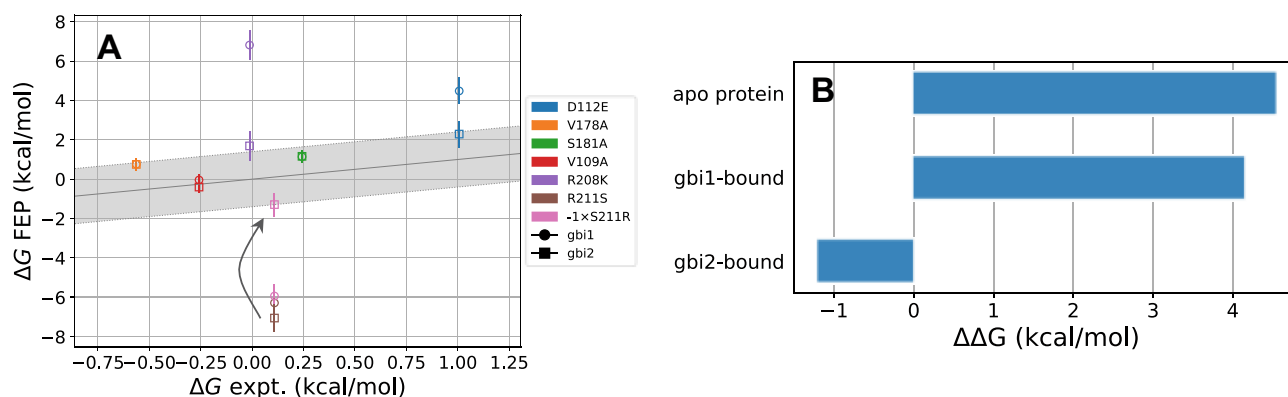 A
ΔG FEP (kcal/mol)
8
6
4
2
0
−2
−4
−6
−8
−0.75 −0.50 −0.25 0.00 0.25 0.50 0.75 1.00 1.25
ΔG expt. (kcal/mol)
D112E
V178A
S181A
V109A
R208K
R211S
-1×S211R
gbi1
gbi2
B
apo protein
gbi1-bound
gbi2-bound
−1 0 1 2 3 4
ΔΔG (kcal/mol)